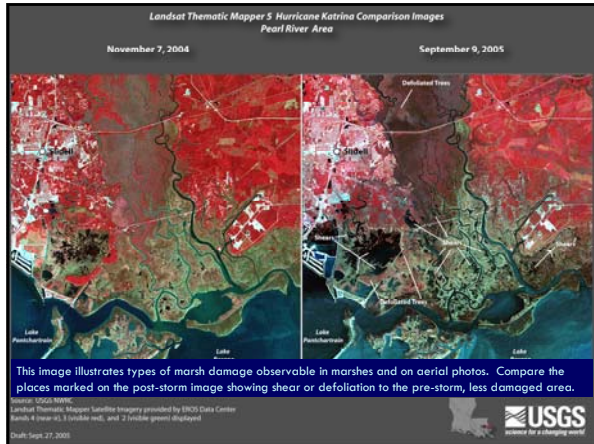 Landsat Thematic Mapper 5 Hurricane Katrina Comparison Images
Pearl River Area
November 7, 2004
September 9, 2005
Defoliated Trees
Slidell
Slidell
Shears
Shears
Shears
Defoliated Trees
Lake
Pontchartrain
Lake
Lake
Pontchartrain
Lake
This image illustrates types of marsh damage observable in marshes and on aerial photos. Compare the
places marked on the post-storm image showing shear or defoliation to the pre-storm, less damaged area.
Source: USGS-NWRC
Landsat Thematic Mapper Satellite Imagery provided by EROS Data Center
Bands 4 (near-ir), 3 (visible red), and 2 (visible green) displayed
Draft: Sept. 27, 2005
USGS
science for a changing world